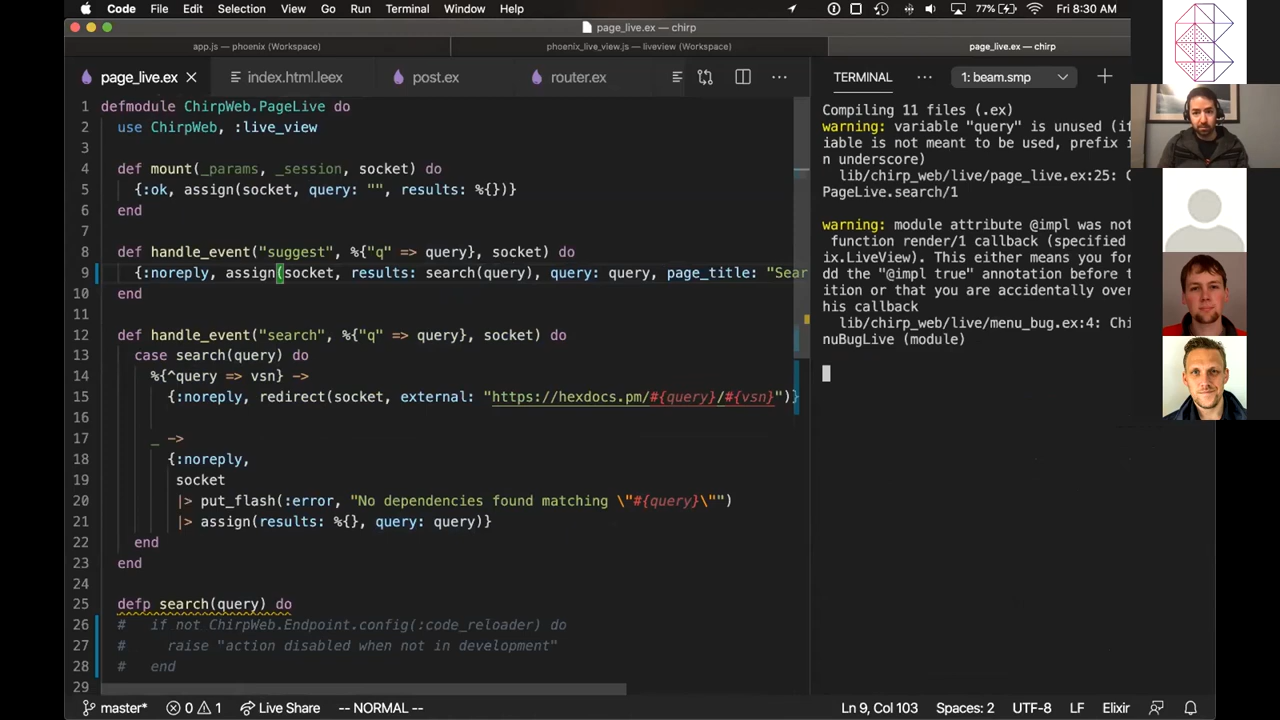 Code File Edit Selection View Go Run Terminal Window Help 77% Fri 8:30 AM
page_live.ex — chirp
app.js — phoenix (Workspace) phoenix_live_view.js — liveview (Workspace) page_live.ex — chirp
page_live.ex index.html.leex post.ex router.ex
1 defmodule ChirpWeb.PageLive do
2 use ChirpWeb, :live_view
3
4 def mount(_params, _session, socket) do
5 {:ok, assign(socket, query: "", results: %{})}
6 end
7
8 def handle_event("suggest", %{"q" => query}, socket) do
9 {:noreply, assign(socket, results: search(query), query: query, page_title: "Sear
10 end
11
12 def handle_event("search", %{"q" => query}, socket) do
13 case search(query) do
14 %{^query => vsn} ->
15 {:noreply, redirect(socket, external: "https://hexdocs.pm/#{query}/#{vsn}")}
16
17 _ ->
18 {:noreply,
19 socket
20 |> put_flash(:error, "No dependencies found matching \"#{query}\"")
21 |> assign(results: %{}, query: query)}
22 end
23 end
24
25 defp search(query) do
26 # if not ChirpWeb.Endpoint.config(:code_reloader) do
27 # raise "action disabled when not in development"
28 # end
29
TERMINAL 1: beam.smp
Compiling 11 files (.ex)
warning: variable "query" is unused (if
iable is not meant to be used, prefix i
n underscore)
lib/chirp_web/live/page_live.ex:25: C
PageLive.search/1
warning: module attribute @impl was not
function render/1 callback (specified
ix.LiveView). This either means you for
dd the "@impl true" annotation before t
ition or that you are accidentally over
his callback
lib/chirp_web/live/menu_bug.ex:4: Chi
nuBugLive (module)
master* 0 1 Live Share -- NORMAL -- Ln 9, Col 103 Spaces: 2 UTF-8 LF Elixir